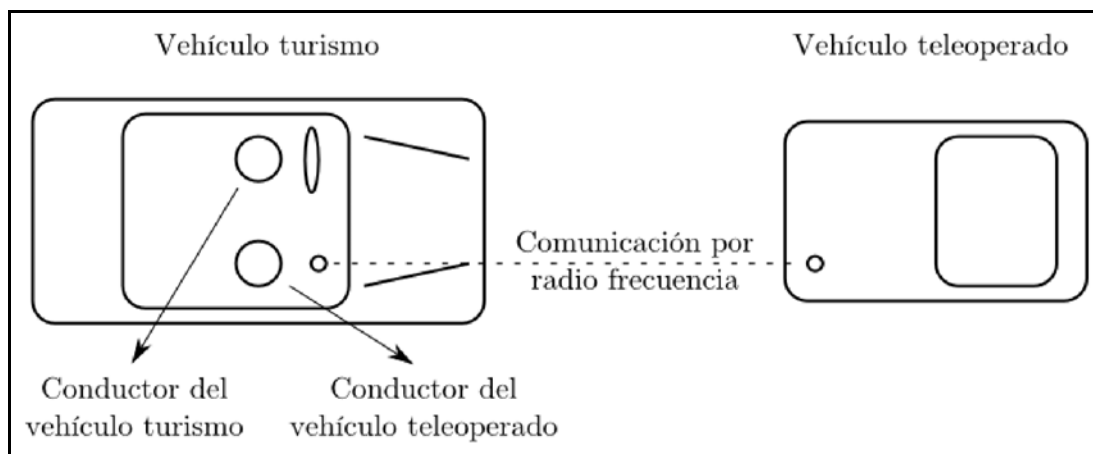 Vehículo turismo
Vehículo teleoperado
Comunicación por
radio frecuencia
Conductor del
vehículo turismo
Conductor del
vehículo teleoperado